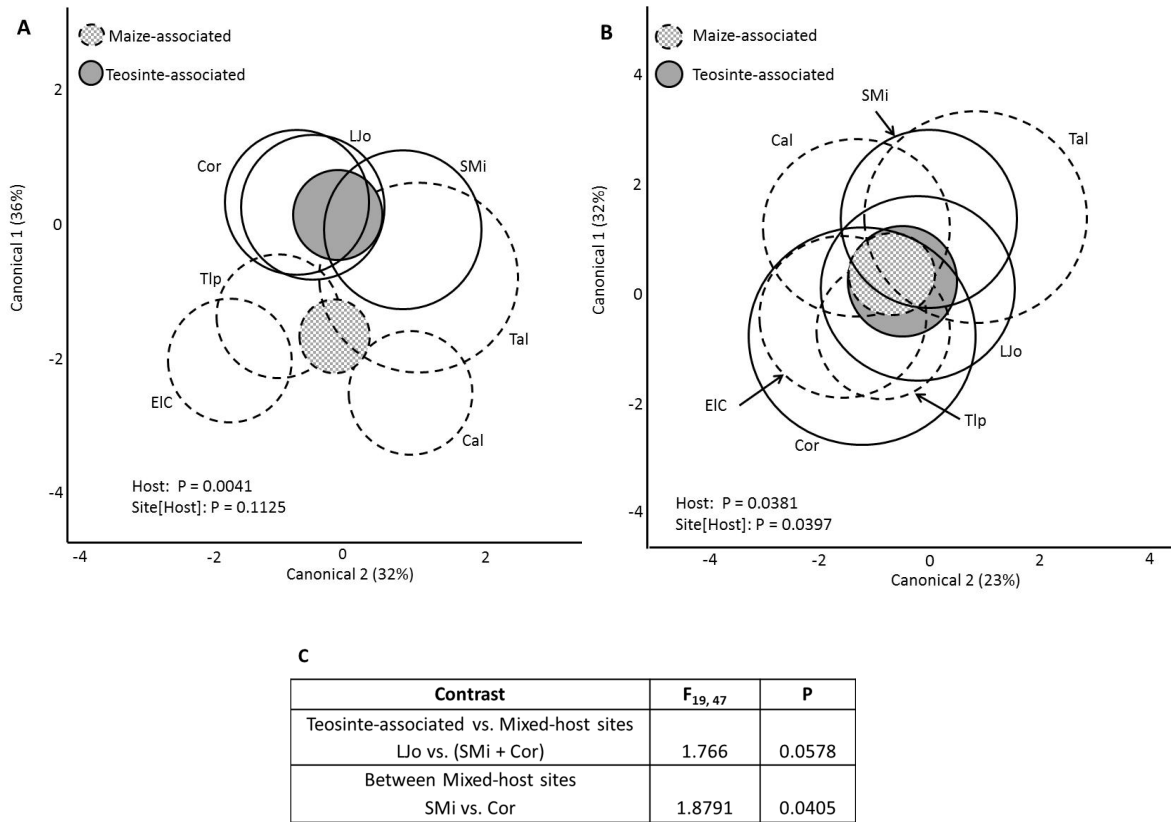 A
Maize-associated
Teosinte-associated
2
0
-2
-4
Canonical 1 (36%)
LJo
Cor
SMi
Tlp
Tal
ElC
Cal
Host: P = 0.0041
Site[Host]: P = 0.1125
-4
-2
0
2
Canonical 2 (32%)
B
Maize-associated
Teosinte-associated
4
2
0
-2
-4
Canonical 1 (32%)
SMi
Cal
Tal
LJo
ElC
Tlp
Cor
Host: P = 0.0381
Site[Host]: P = 0.0397
-4
-2
0
2
4
Canonical 2 (23%)
C
Contrast F19, 47 P
Teosinte-associated vs. Mixed-host sites
LJo vs. (SMi + Cor) 1.766 0.0578
Between Mixed-host sites
SMi vs. Cor 1.8791 0.0405